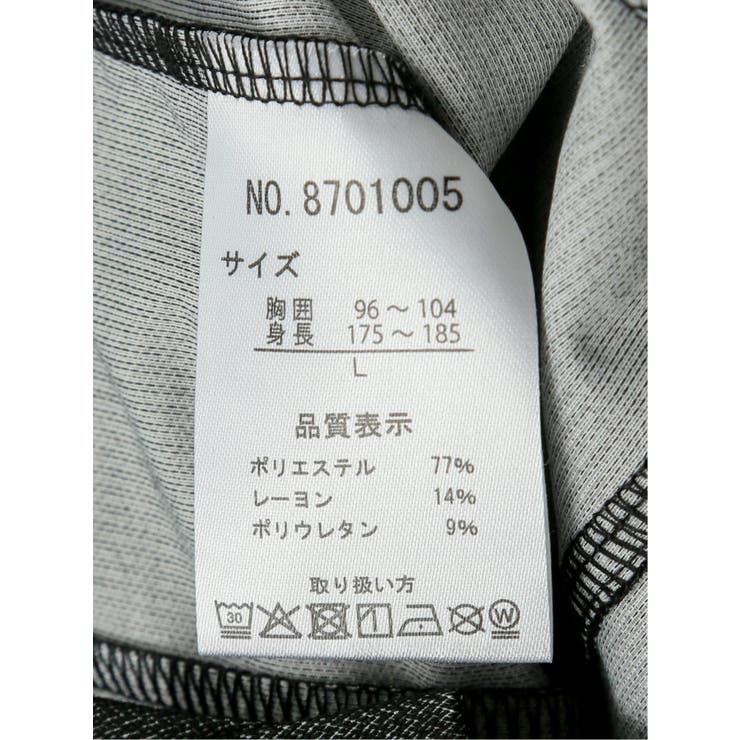 NO. 8701005
サイズ
胸囲 96～104
身長 175～185
L
品質表示
ポリエステル 77%
レーヨン 14%
ポリウレタン 9%
取り扱い方
30
W